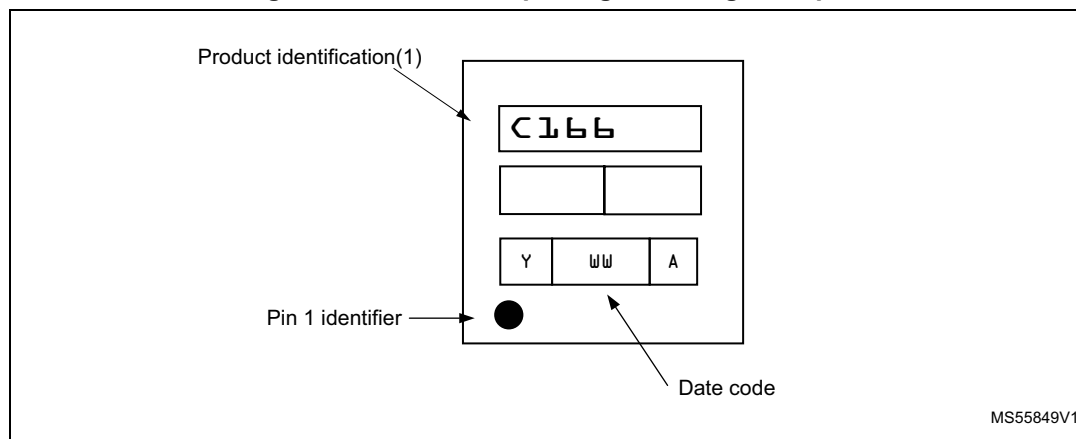 Product identification(1)
C166
Y WW A
Pin 1 identifier
Date code
MS55849V1